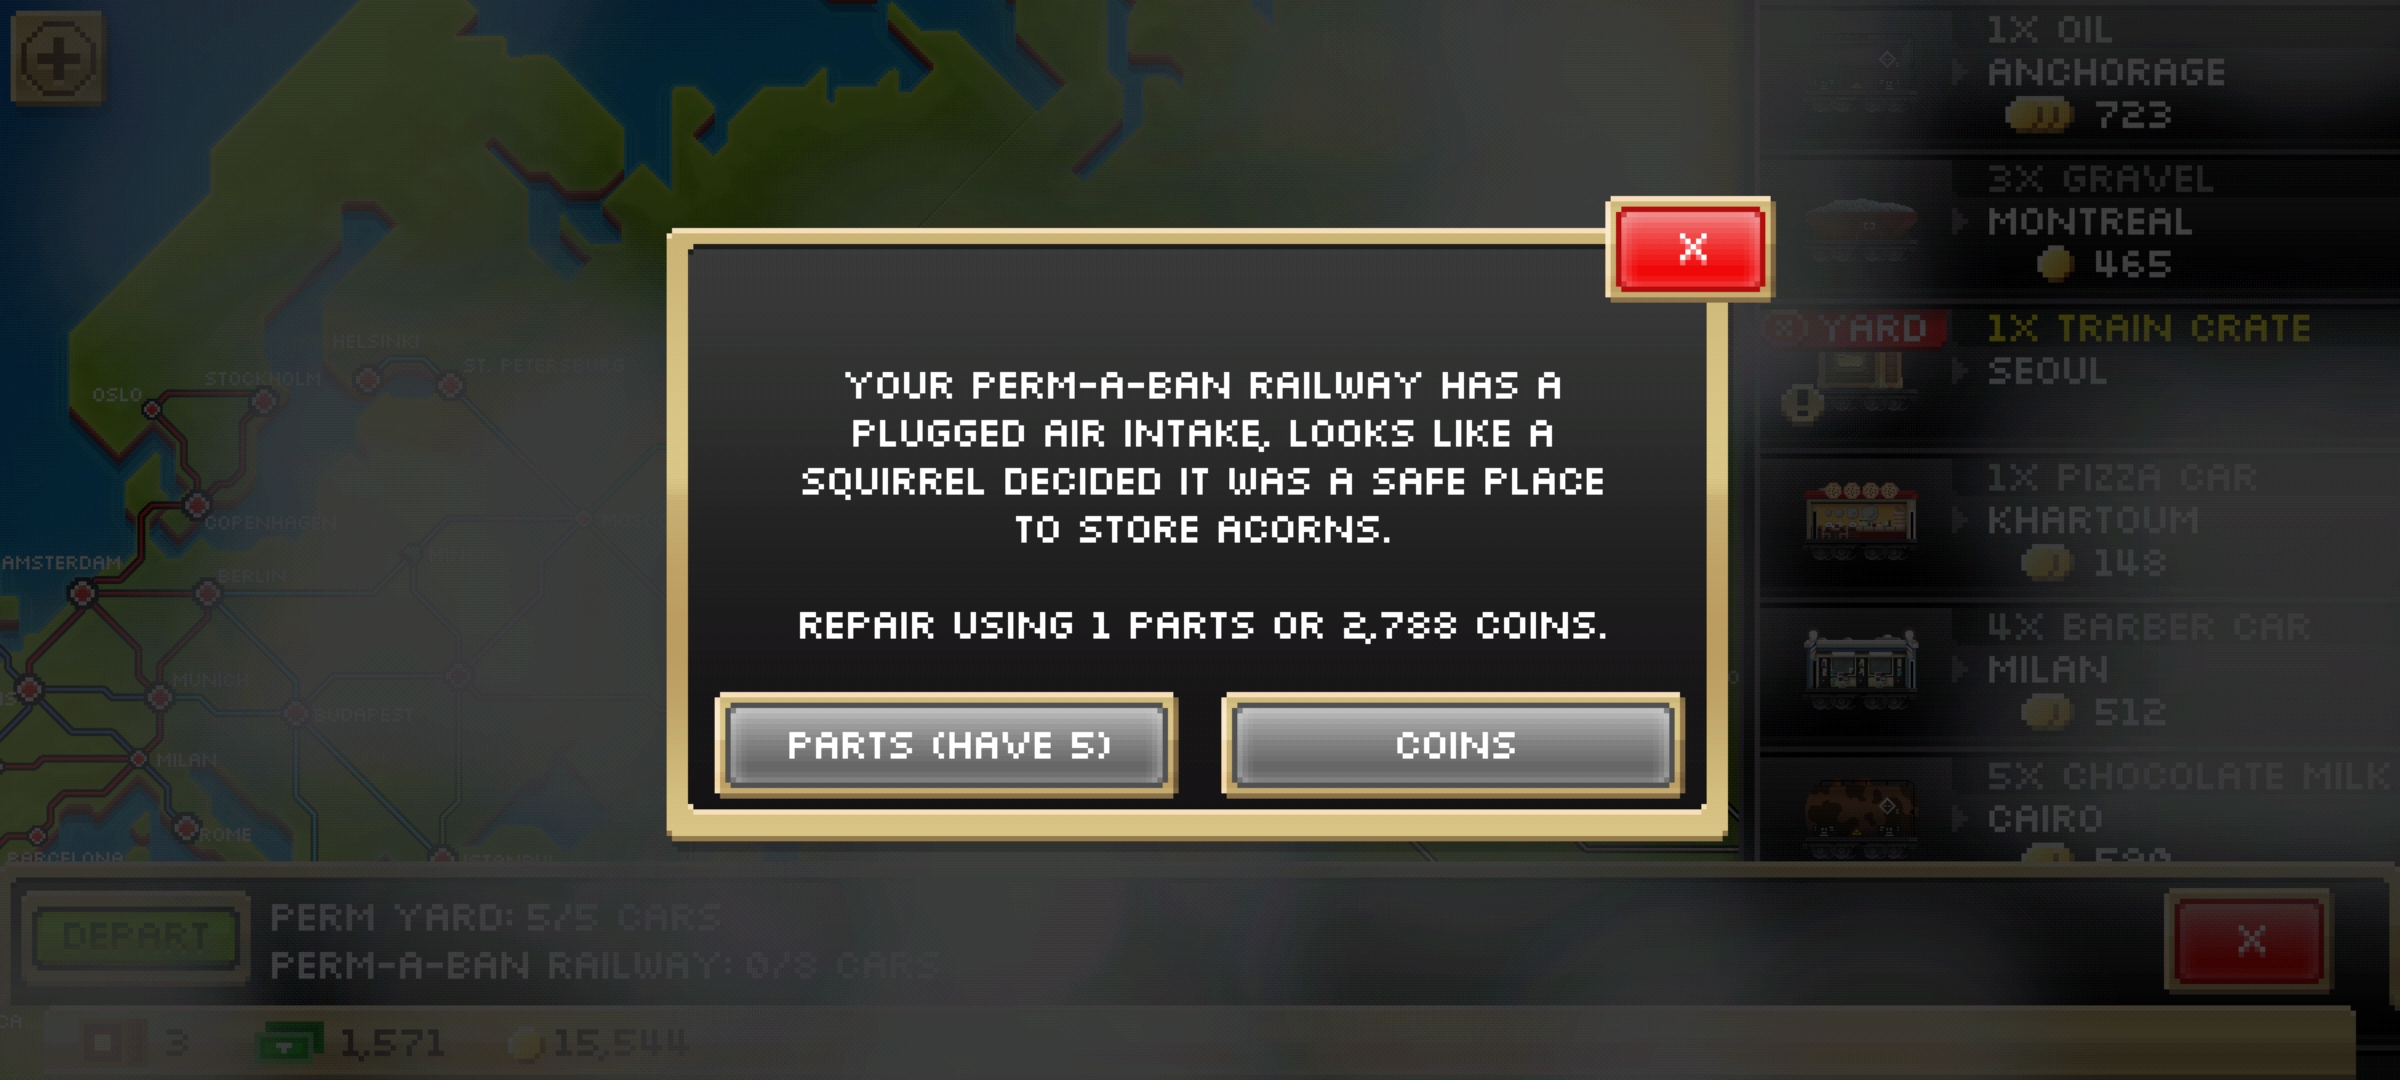 1X OIL
ANCHORAGE
723
3X GRAVEL
MONTREAL
465
YARD
1X TRAIN CRATE
SEOUL
1X PIZZA CAR
KHARTOUM
148
4X BARBER CAR
MILAN
512
5X CHOCOLATE MILK
CAIRO
X
YOUR PERM-A-BAN RAILWAY HAS A
PLUGGED AIR INTAKE, LOOKS LIKE A
SQUIRREL DECIDED IT WAS A SAFE PLACE
TO STORE ACORNS.
REPAIR USING 1 PARTS OR 2,788 COINS.
PARTS (HAVE 5)
COINS
HELSINKI
ST. PETERSBURG
STOCKHOLM
OSLO
COPENHAGEN
AMSTERDAM
BERLIN
MUNICH
BUDAPEST
MILAN
ROME
BARCELONA
ISTANBUL
DEPART
PERM YARD: 5/5 CARS
PERM-A-BAN RAILWAY: 0/8 CARS
X
3
1,571
15,544